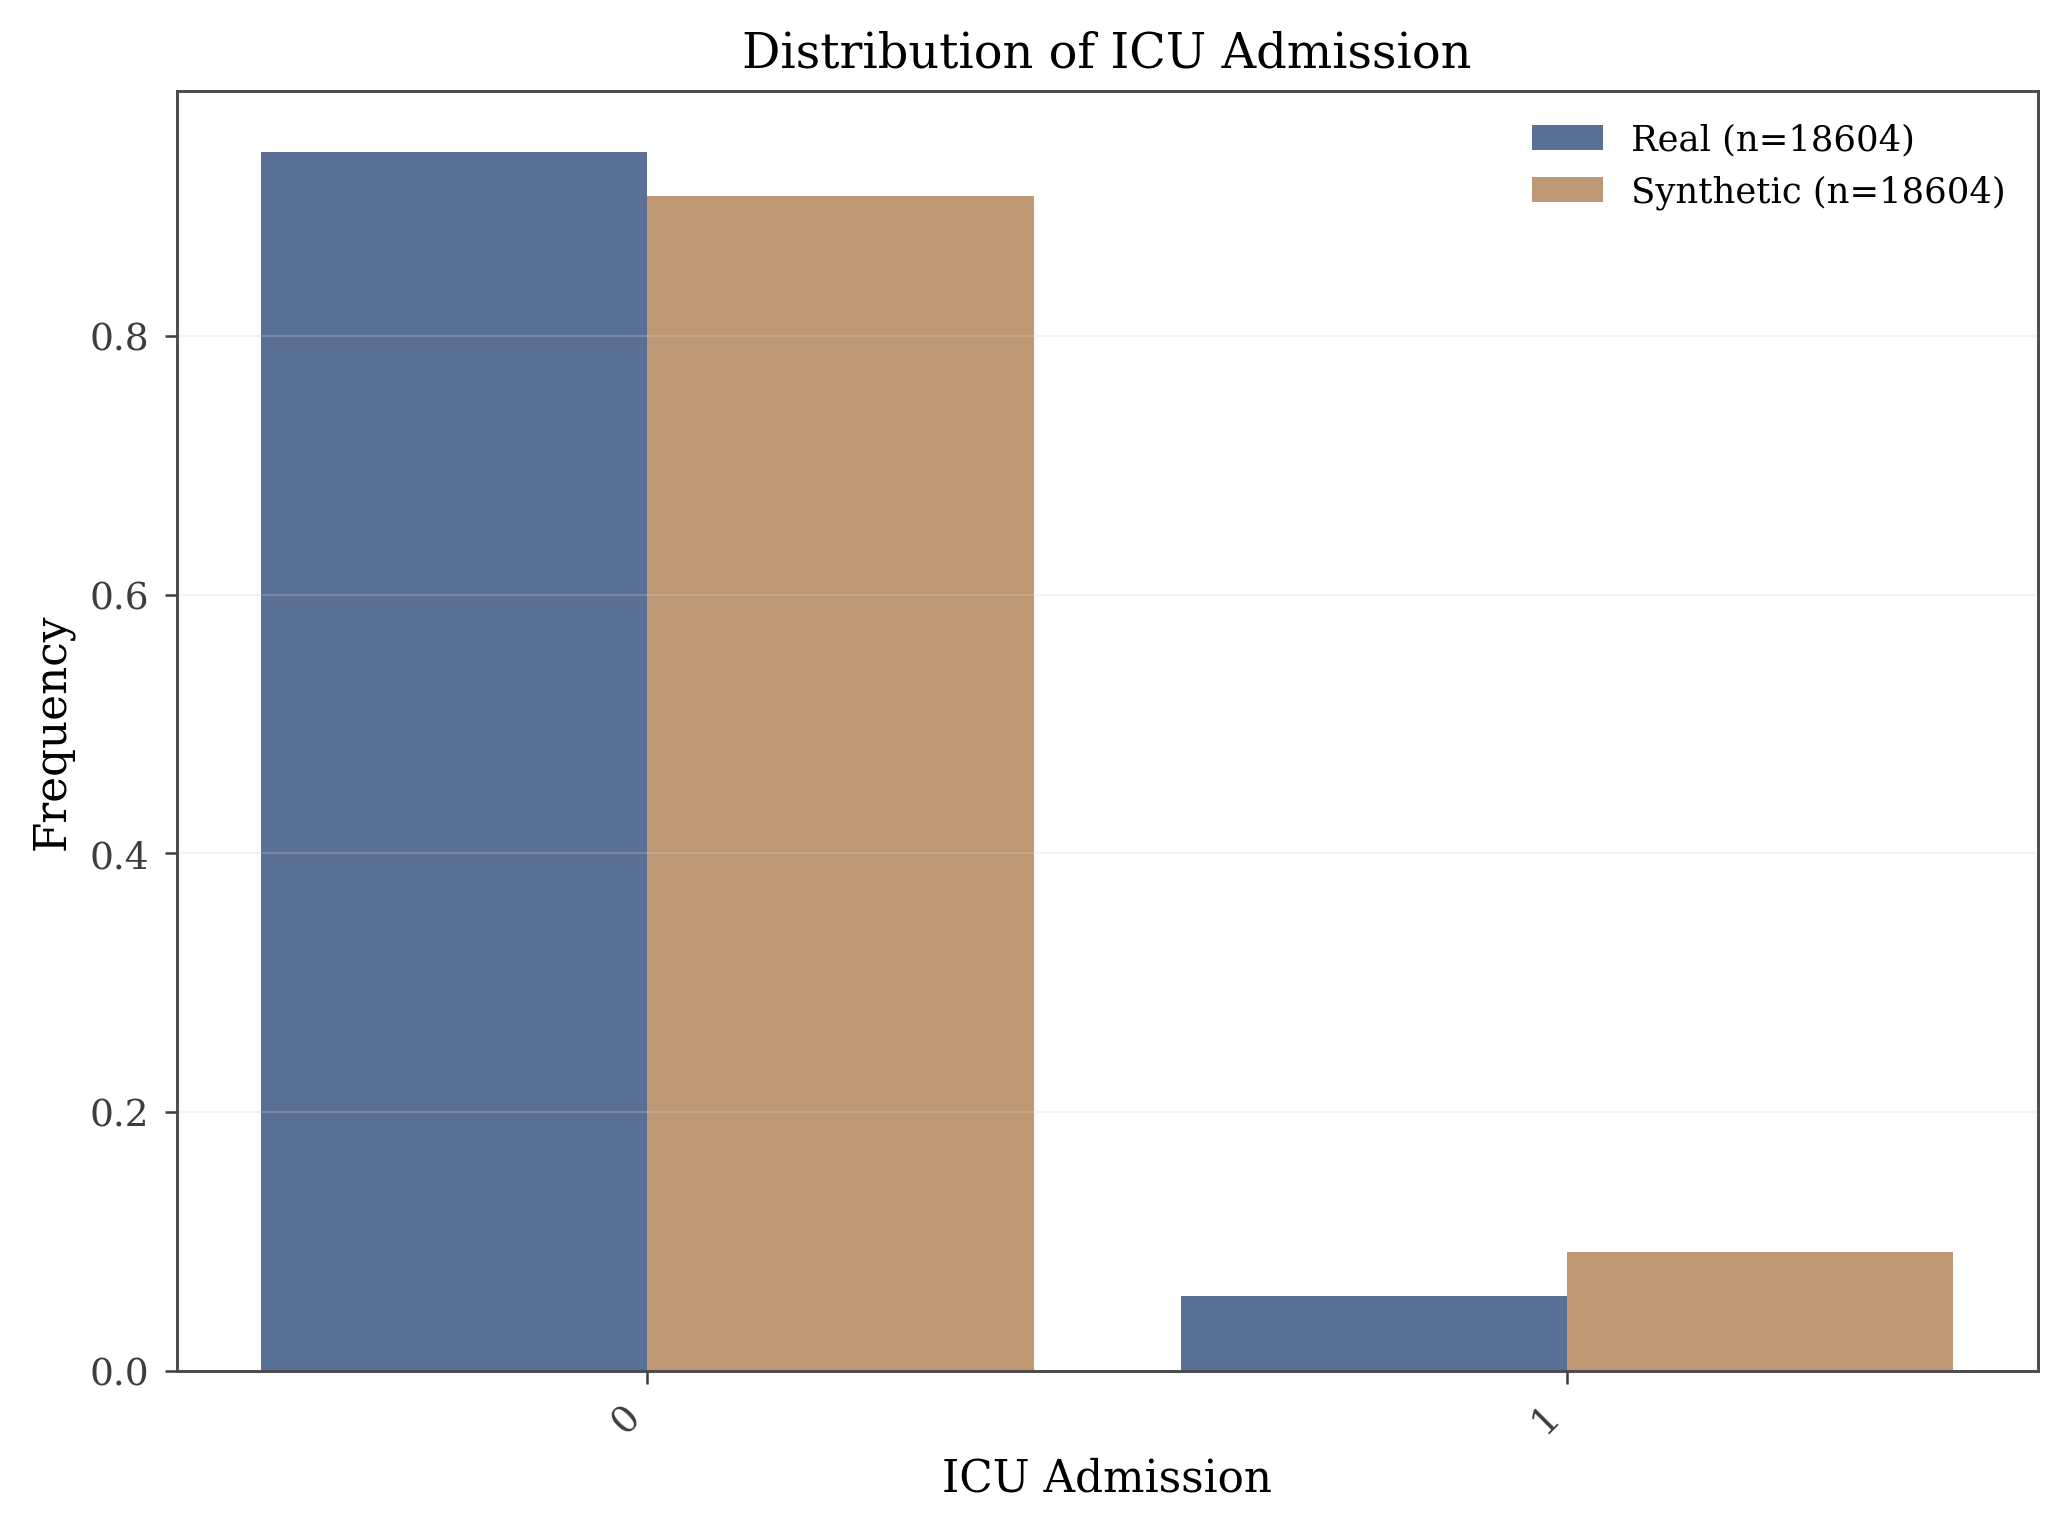 Distribution of ICU Admission
Real (n=18604)
Synthetic (n=18604)
Frequency
0.8
0.6
0.4
0.2
0.0
0
1
ICU Admission